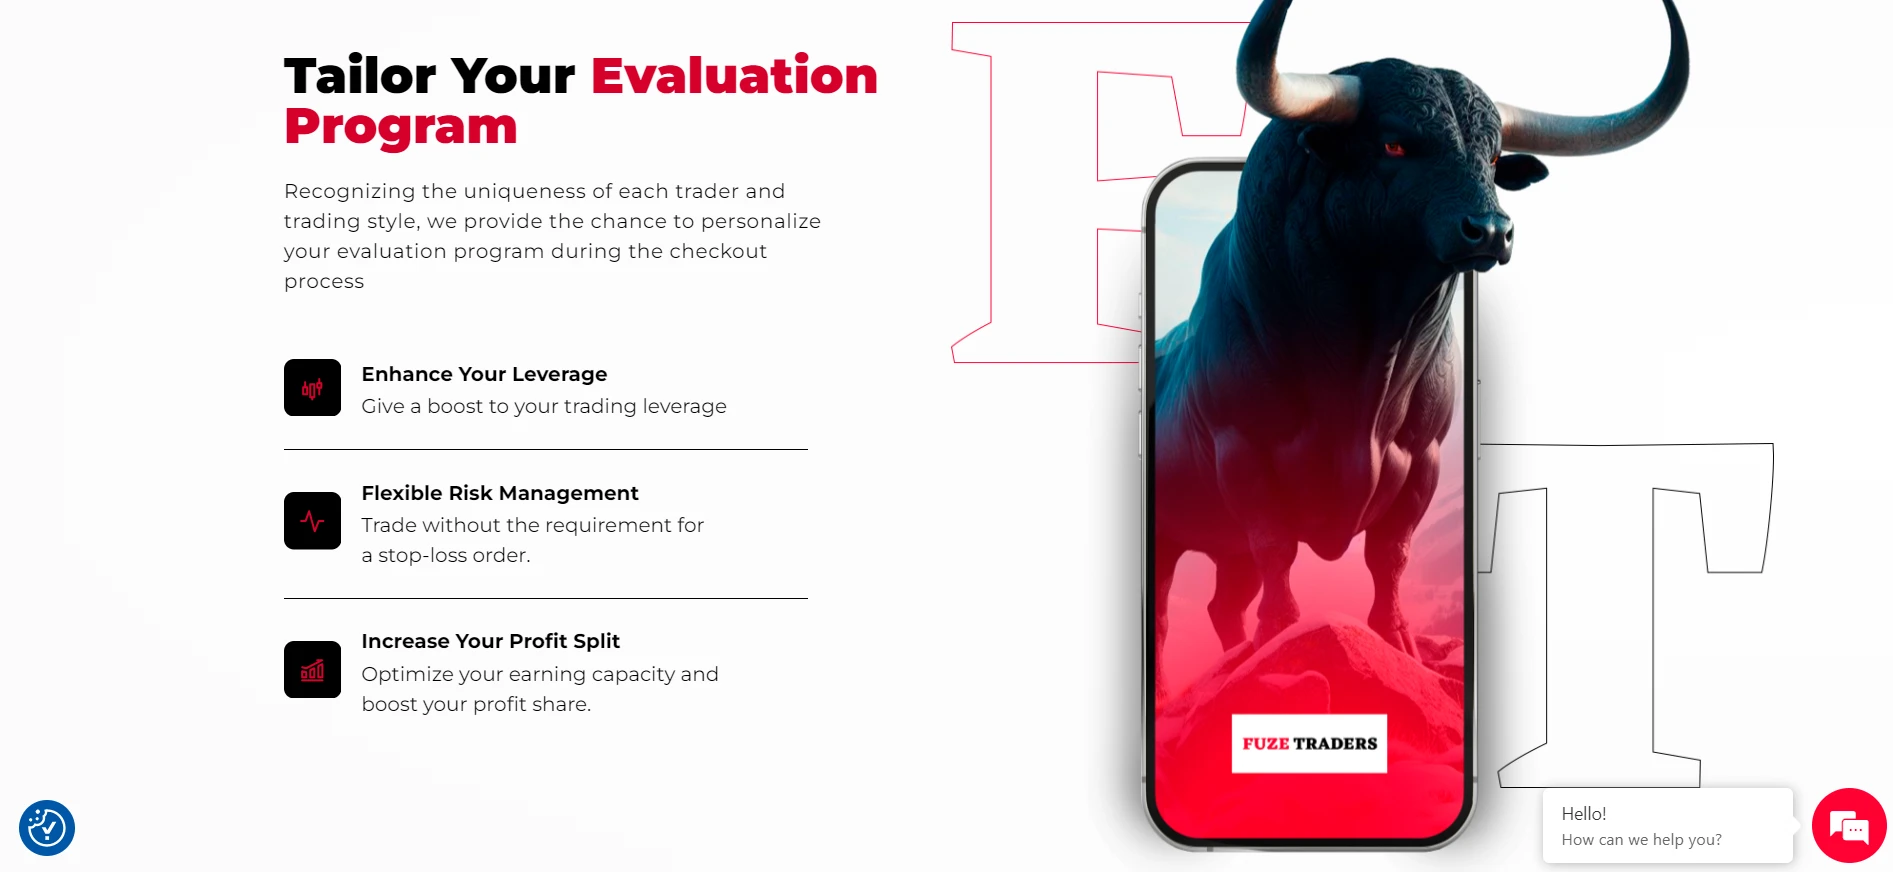 Tailor Your Evaluation
Program
Recognizing the uniqueness of each trader and
trading style, we provide the chance to personalize
your evaluation program during the checkout
process
Enhance Your Leverage
Give a boost to your trading leverage
Flexible Risk Management
Trade without the requirement for
a stop-loss order.
Increase Your Profit Split
Optimize your earning capacity and
boost your profit share.
F
T
FUZE TRADERS
Hello!
How can we help you?